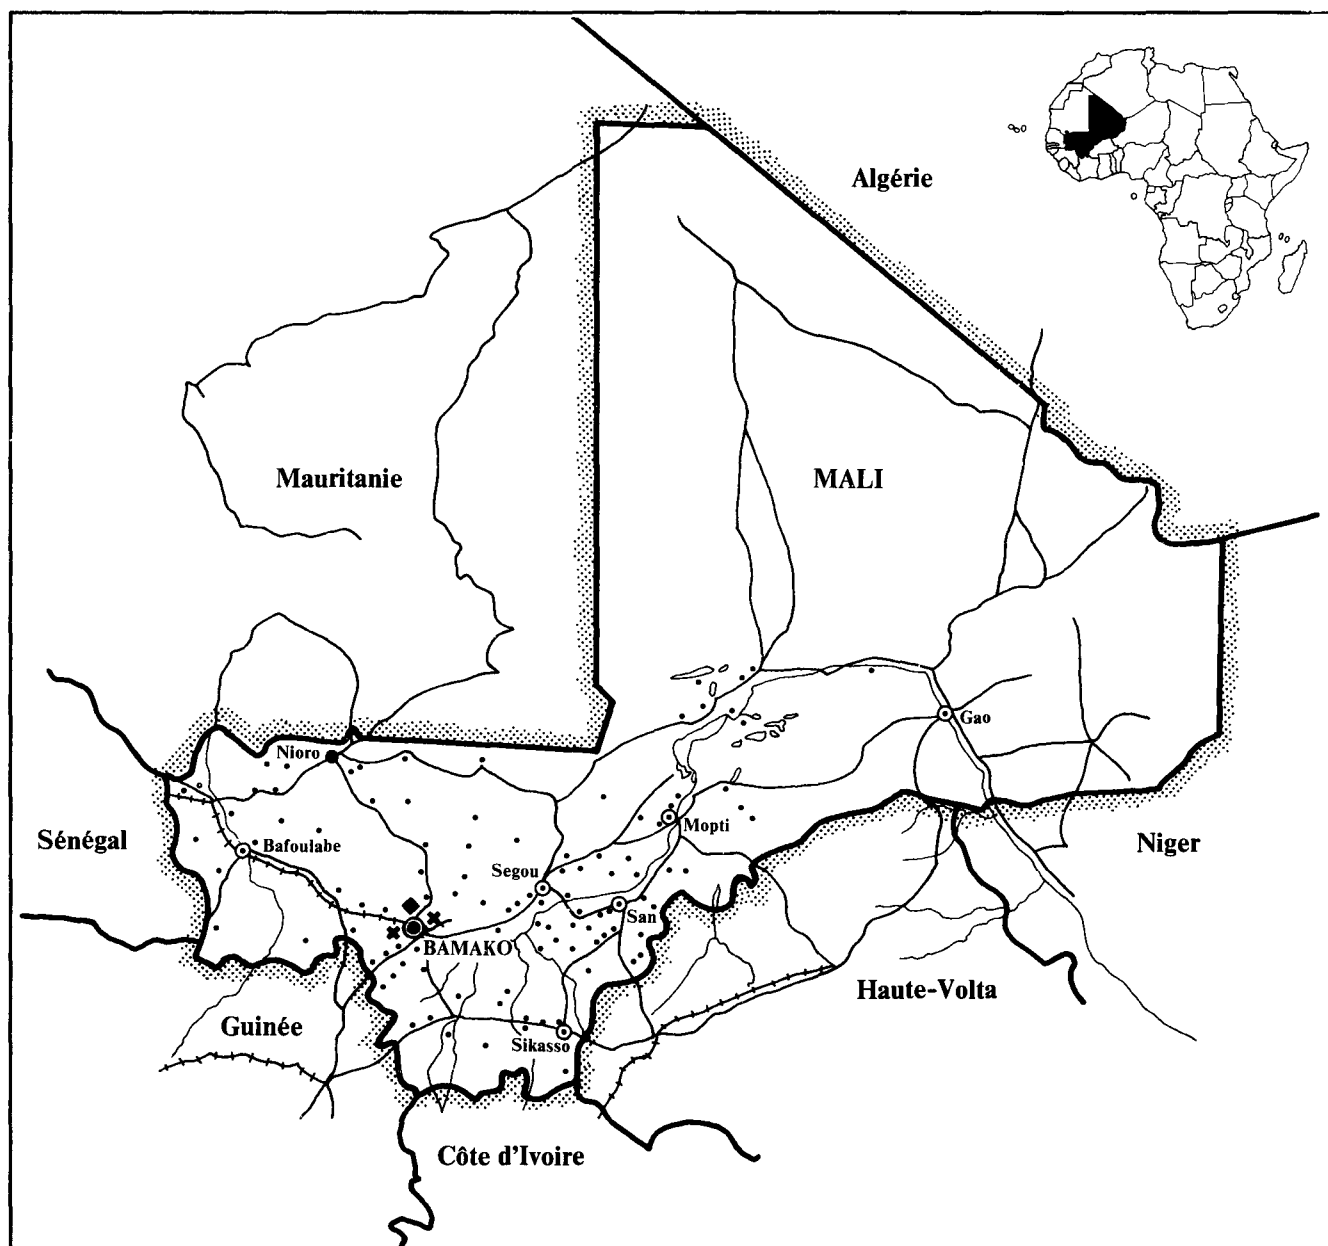 Algérie
Mauritanie
MALI
Gao
Nioro
Mopti
Sénégal
Bafoulabe
Niger
Segou
San
BAMAKO
Haute-Volta
Guinée
Sikasso
Côte d'Ivoire